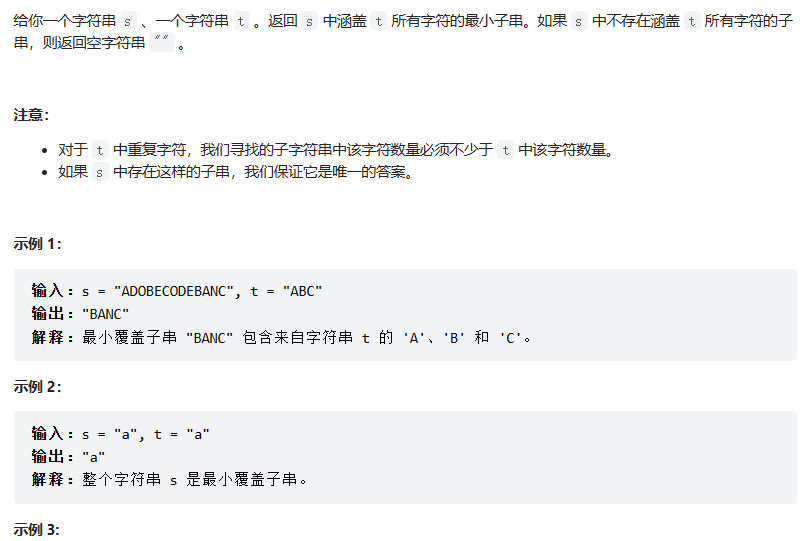 给你一个字符串 s 、一个字符串 t 。返回 s 中涵盖 t 所有字符的最小子串。如果 s 中不存在涵盖 t 所有字符的子
串，则返回空字符串 "" 。
注意：
• 对于 t 中重复字符，我们寻找的子字符串中该字符数量必须不少于 t 中该字符数量。
• 如果 s 中存在这样的子串，我们保证它是唯一的答案。
示例 1：
输入：s = "ADOBECODEBANC", t = "ABC"
输出："BANC"
解释：最小覆盖子串 "BANC" 包含来自字符串 t 的 'A'、'B' 和 'C'。
示例 2：
输入：s = "a", t = "a"
输出："a"
解释：整个字符串 s 是最小覆盖子串。
示例 3: